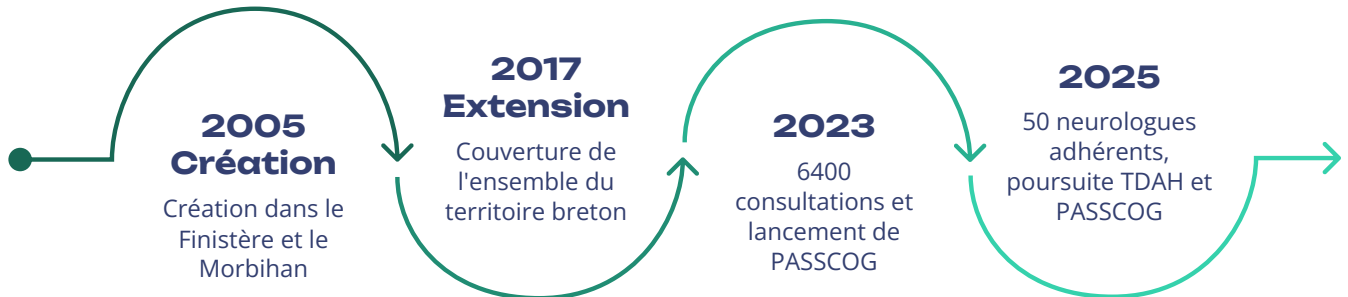 2005
Création
Création dans le
Finistère et le
Morbihan
2017
Extension
Couverture de
l'ensemble du
territoire breton
2023
6400
consultations et
lancement de
PASSCOG
2025
50 neurologues
adhérents,
poursuite TDAH et
PASSCOG